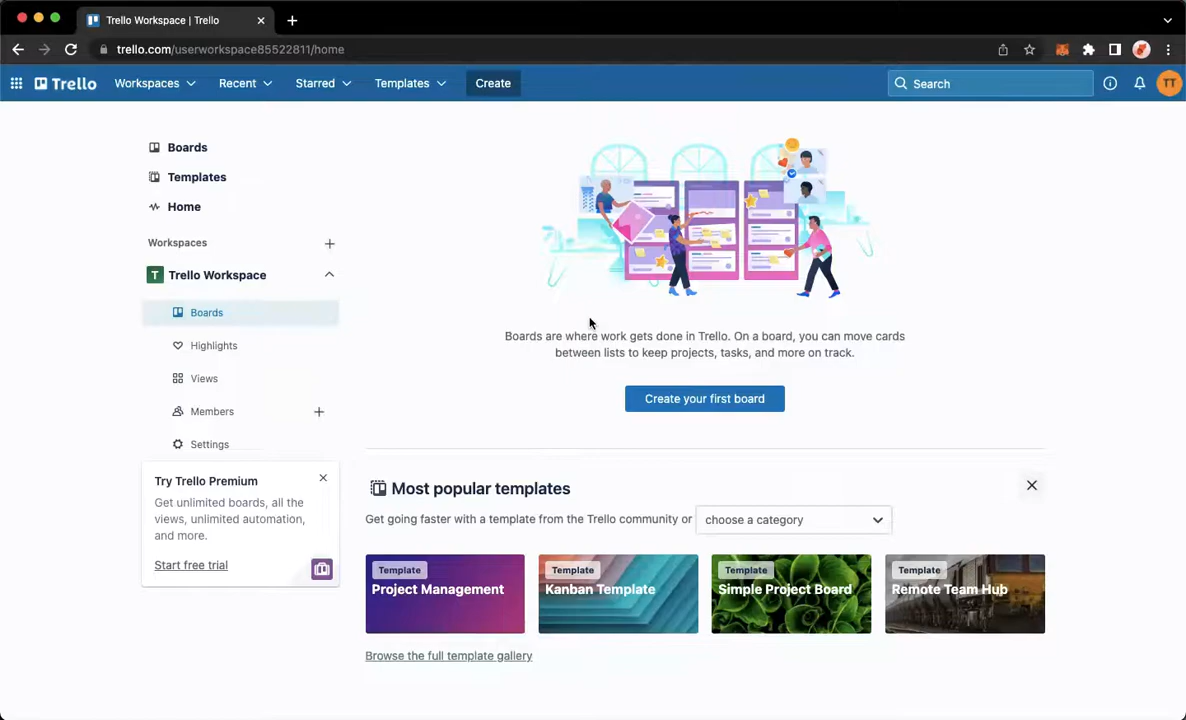 Trello Workspace | Trello
trello.com/userworkspace85522811/home
Trello
Workspaces
Recent
Starred
Templates
Create
Search
TT
Boards
Templates
Home
Workspaces
T Trello Workspace
Boards
Highlights
Views
Members
Settings
Try Trello Premium
Get unlimited boards, all the
views, unlimited automation,
and more.
Start free trial
Boards are where work gets done in Trello. On a board, you can move cards
between lists to keep projects, tasks, and more on track.
Create your first board
Most popular templates
Get going faster with a template from the Trello community or
choose a category
Template
Project Management
Template
Kanban Template
Template
Simple Project Board
Template
Remote Team Hub
Browse the full template gallery